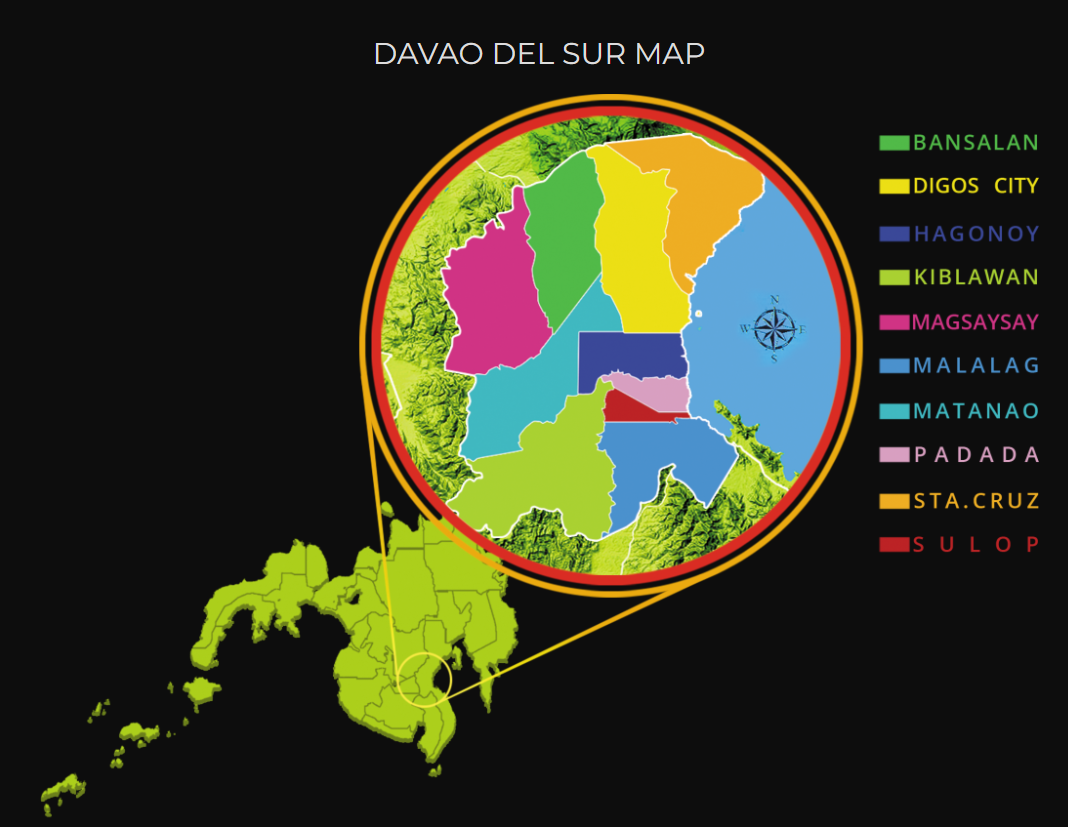 DAVAO DEL SUR MAP
BANSALAN
DIGOS CITY
HAGONOY
KIBLAWAN
MAGSAYSAY
MALALAG
MATANAO
PADADA
STA.CRUZ
SULOP
N
W E
S